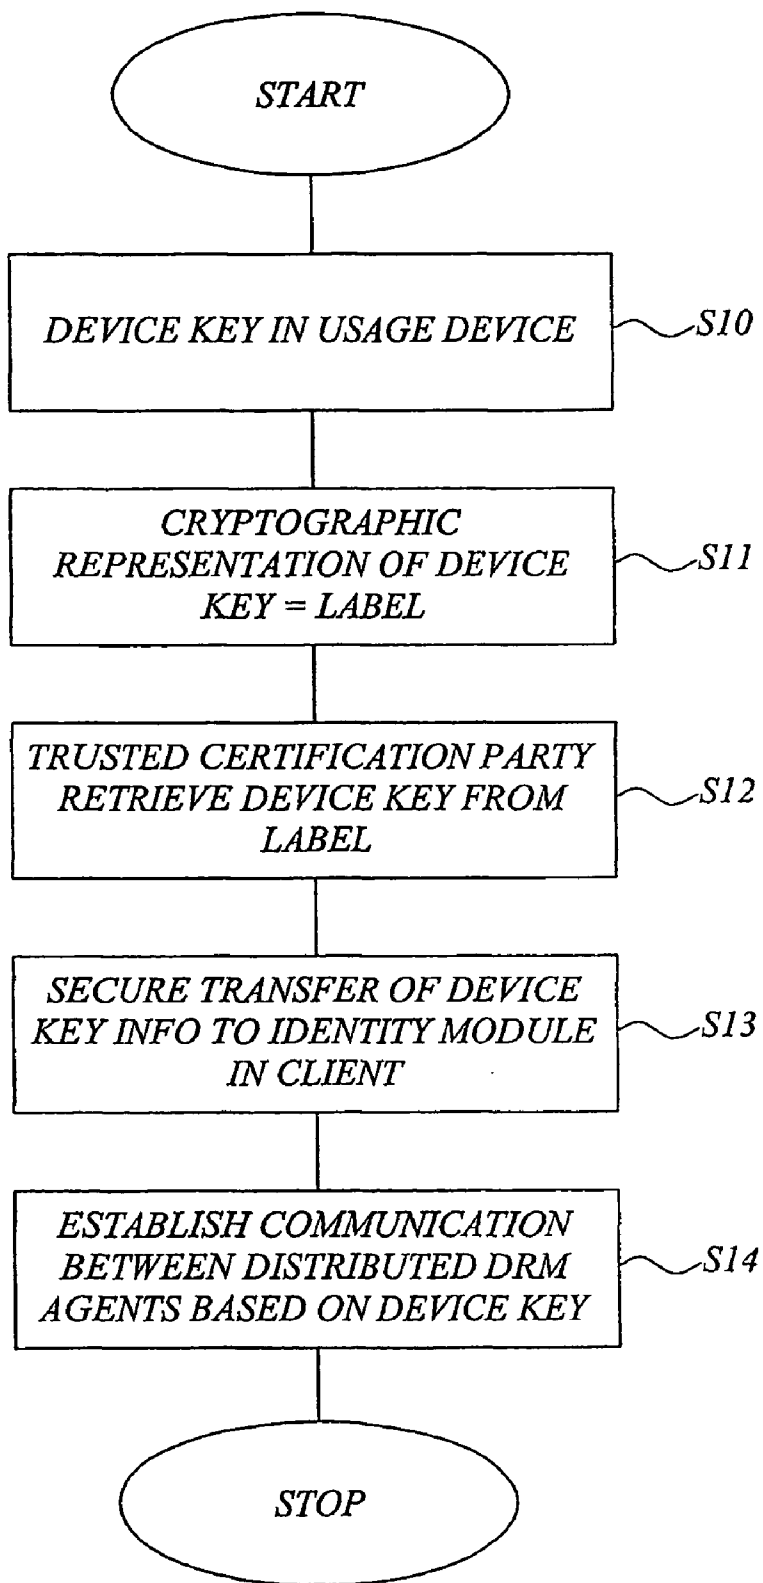 START
DEVICE KEY IN USAGE DEVICE
S10
CRYPTOGRAPHIC
REPRESENTATION OF DEVICE
KEY = LABEL
S11
TRUSTED CERTIFICATION PARTY
RETRIEVE DEVICE KEY FROM
LABEL
S12
SECURE TRANSFER OF DEVICE
KEY INFO TO IDENTITY MODULE
IN CLIENT
S13
ESTABLISH COMMUNICATION
BETWEEN DISTRIBUTED DRM
AGENTS BASED ON DEVICE KEY
S14
STOP